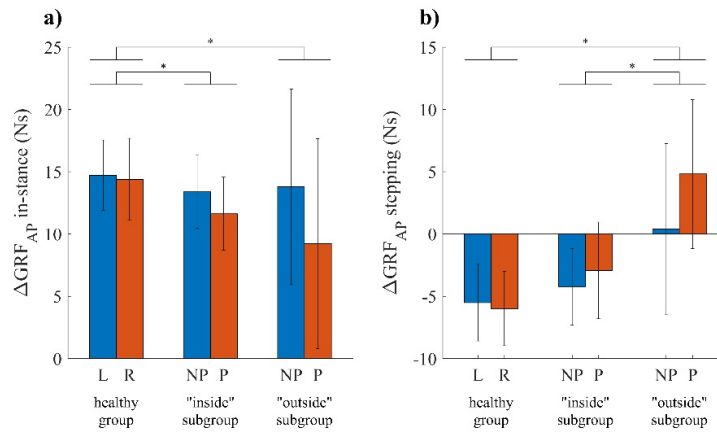 a)
*
*
ΔGRF_AP in-stance (Ns)
25
20
15
10
5
0
L R NP P NP P
healthy group
"inside" subgroup
"outside" subgroup
b)
*
*
ΔGRF_AP stepping (Ns)
15
10
5
0
-5
-10
L R NP P NP P
healthy group
"inside" subgroup
"outside" subgroup